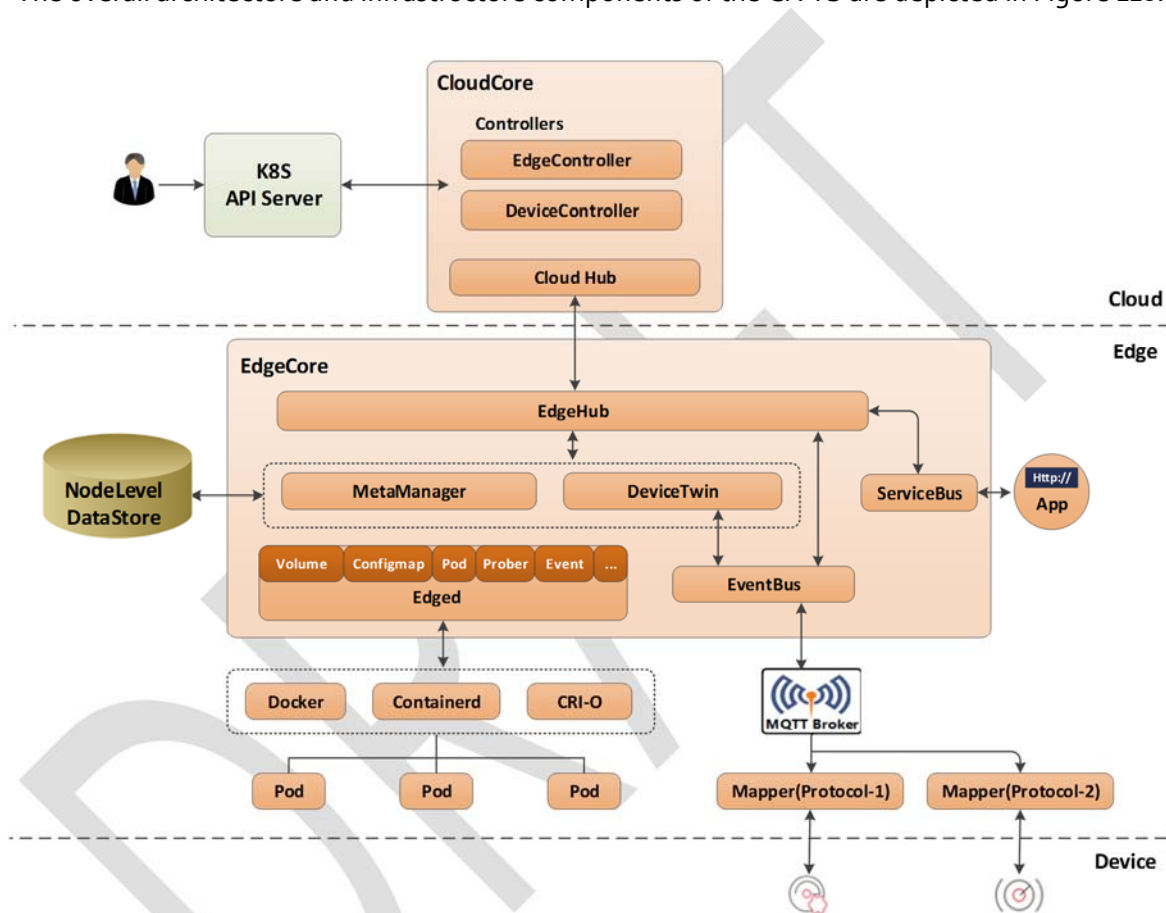 CloudCore
Controllers
EdgeController
K8S
API Server
DeviceController
Cloud Hub
Cloud
Edge
EdgeCore
EdgeHub
NodeLevel
DataStore
MetaManager
DeviceTwin
ServiceBus
Http://
App
Volume
Configmap
Pod
Prober
Event
...
Edged
EventBus
Docker
Containerd
CRI-O
MQTT Broker
Pod
Pod
Pod
Mapper(Protocol-1)
Mapper(Protocol-2)
Device